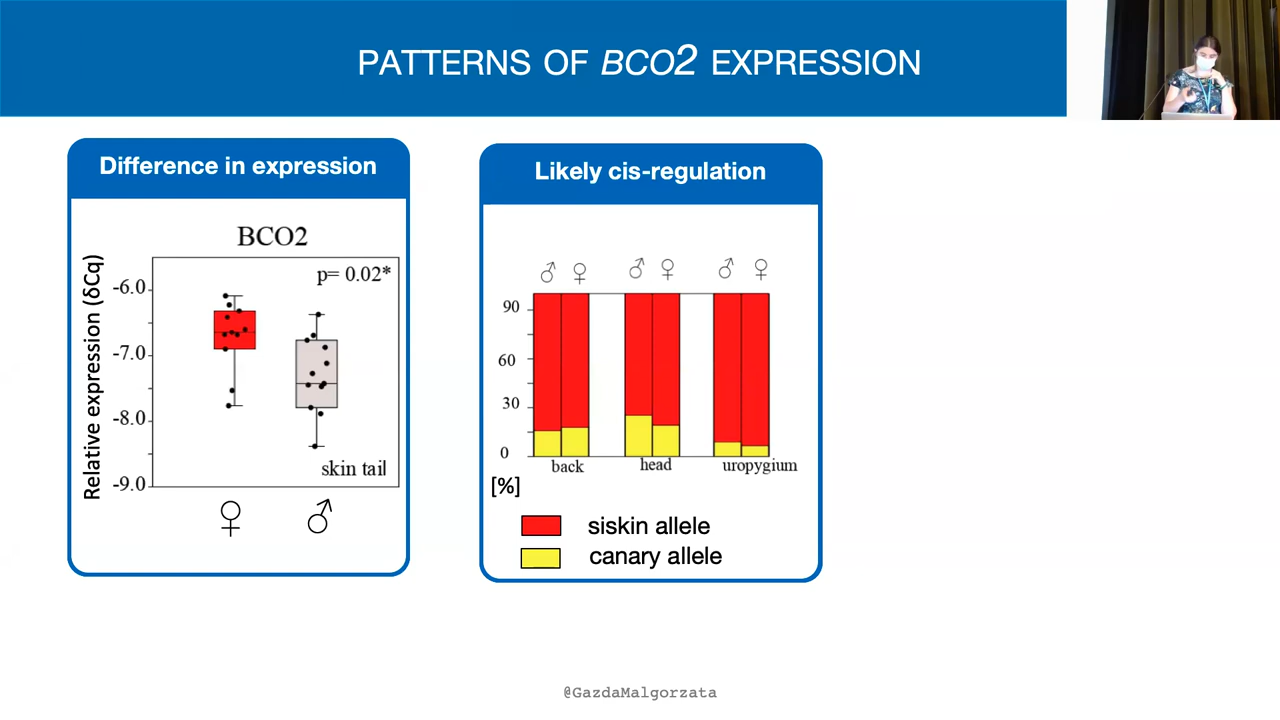 PATTERNS OF BCO2 EXPRESSION
Difference in expression
BCO2
Relative expression (δCq)
p= 0.02*
-6.0
-7.0
-8.0
-9.0
skin tail
♀ ♂
Likely cis-regulation
♂ ♀ ♂ ♀ ♂ ♀
90
60
30
0
back head uropygium
[%]
siskin allele
canary allele
@GazdaMalgorzata